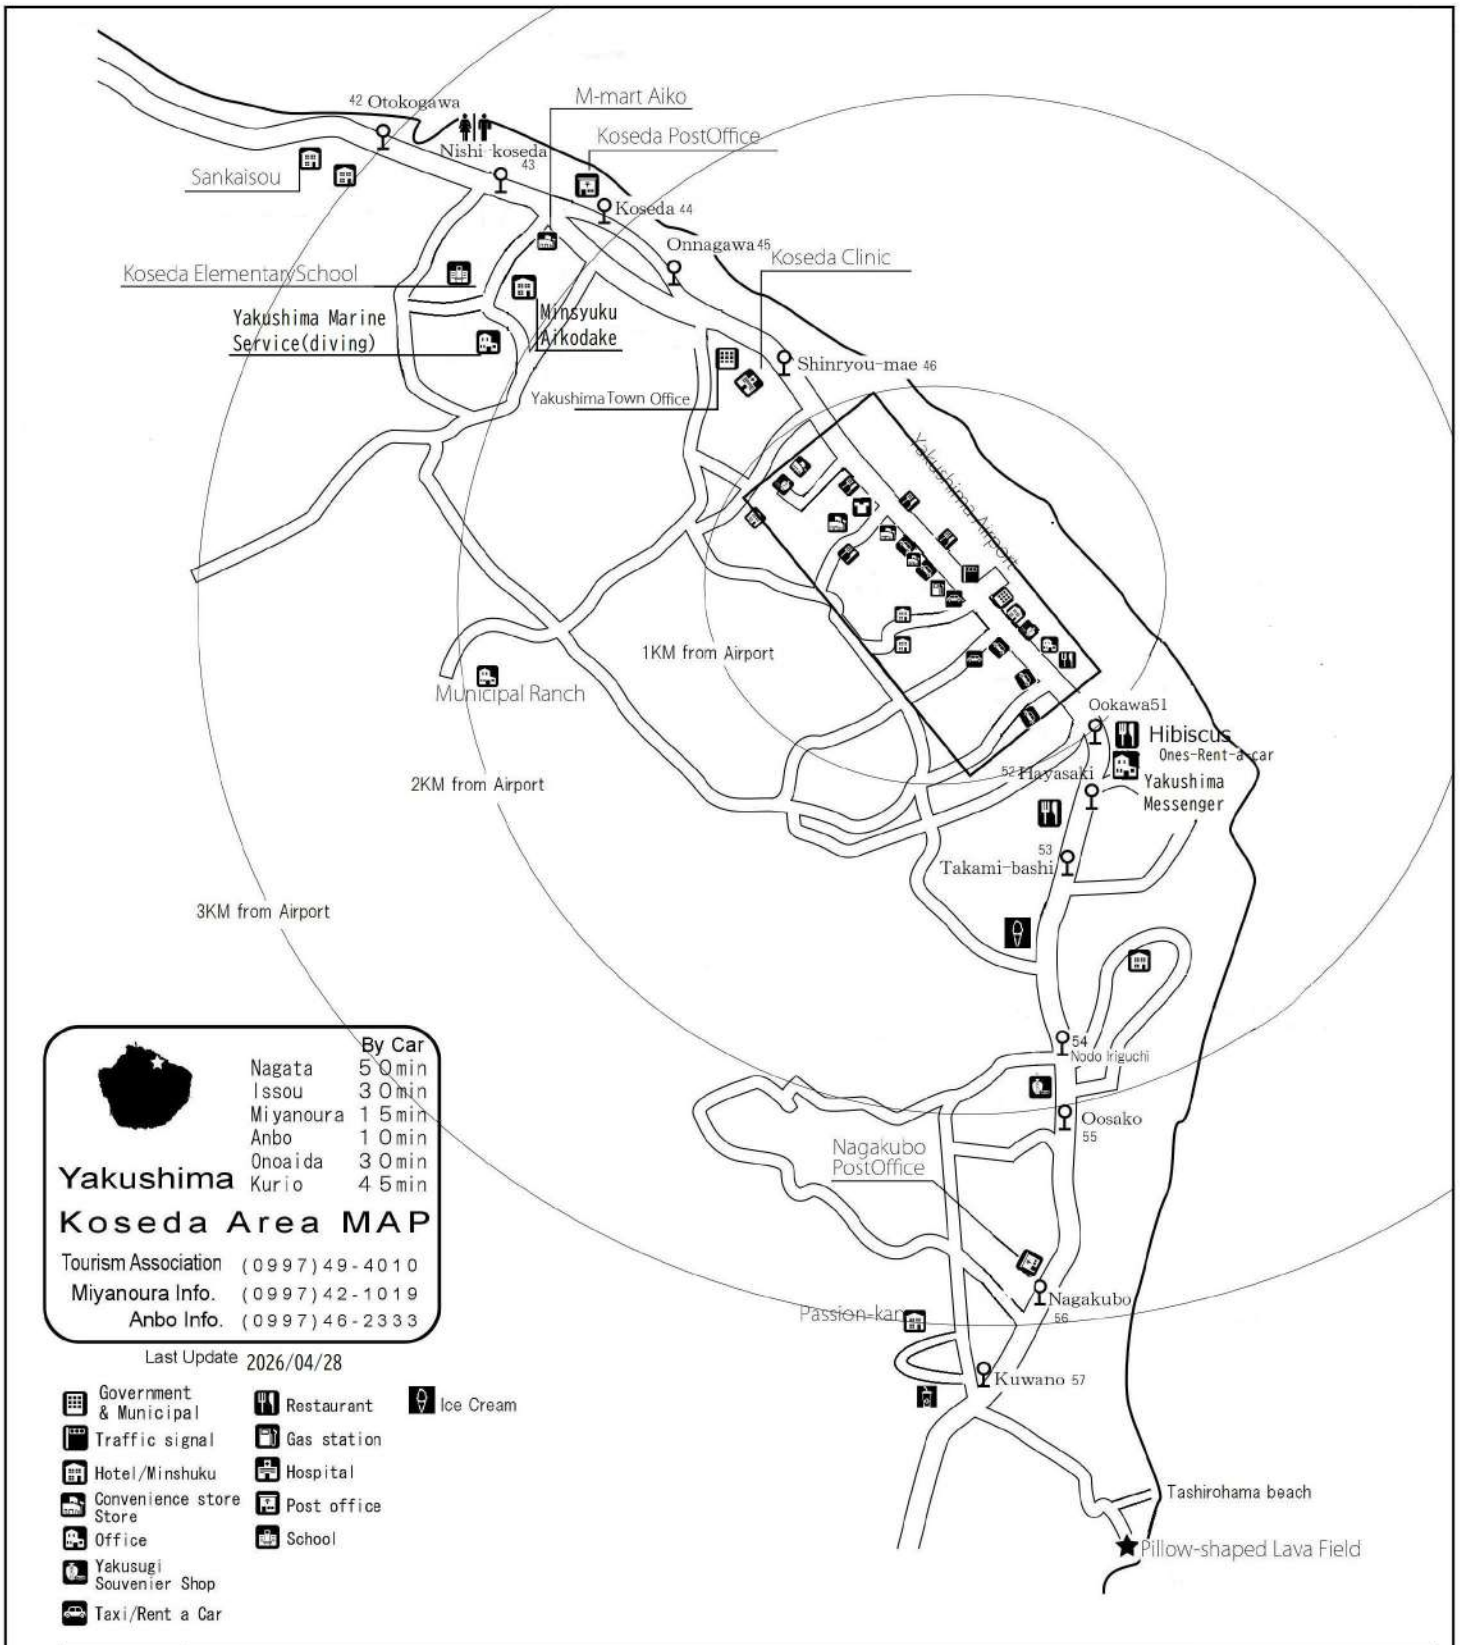 42 Otokogawa
M-mart Aiko
Koseda PostOffice
Nishi koseda
43
Sankaisou
Koseda 44
Onnagawa45
Koseda Clinic
Koseda Elementary School
Yakushima Marine
Service(diving)
Minsyuku
Aikodake
Shinryou-mae 46
Yakushima Town Office
Yakushima Airport
1KM from Airport
Municipal Ranch
Ookawa51
Hibiscus
Ones-Rent-a-car
52 Hayasaki
Yakushima
Messenger
2KM from Airport
53
Takami-bashi
3KM from Airport
54
Nodo Iriguchi
Oosako
55
Nagakubo
PostOffice
Nagakubo
56
Passion-kan
Kuwano 57
Tashirohama beach
Pillow-shaped Lava Field
By Car
Nagata 50min
Issou 30min
Miyanoura 15min
Anbo 10min
Onoaida 30min
Kurio 45min
Yakushima
Koseda Area MAP
Tourism Association (0997)49-4010
Miyanoura Info. (0997)42-1019
Anbo Info. (0997)46-2333
Last Update 2026/04/28
Government
& Municipal
Traffic signal
Hotel/Minshuku
Convenience store
Store
Office
Yakusugi
Souvenier Shop
Taxi/Rent a Car
Restaurant
Gas station
Hospital
Post office
School
Ice Cream